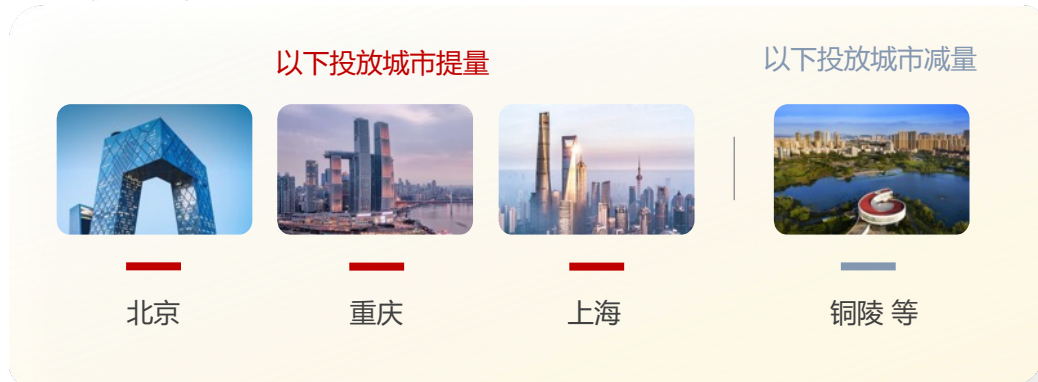 以下投放城市提量
以下投放城市减量
北京
重庆
上海
铜陵 等